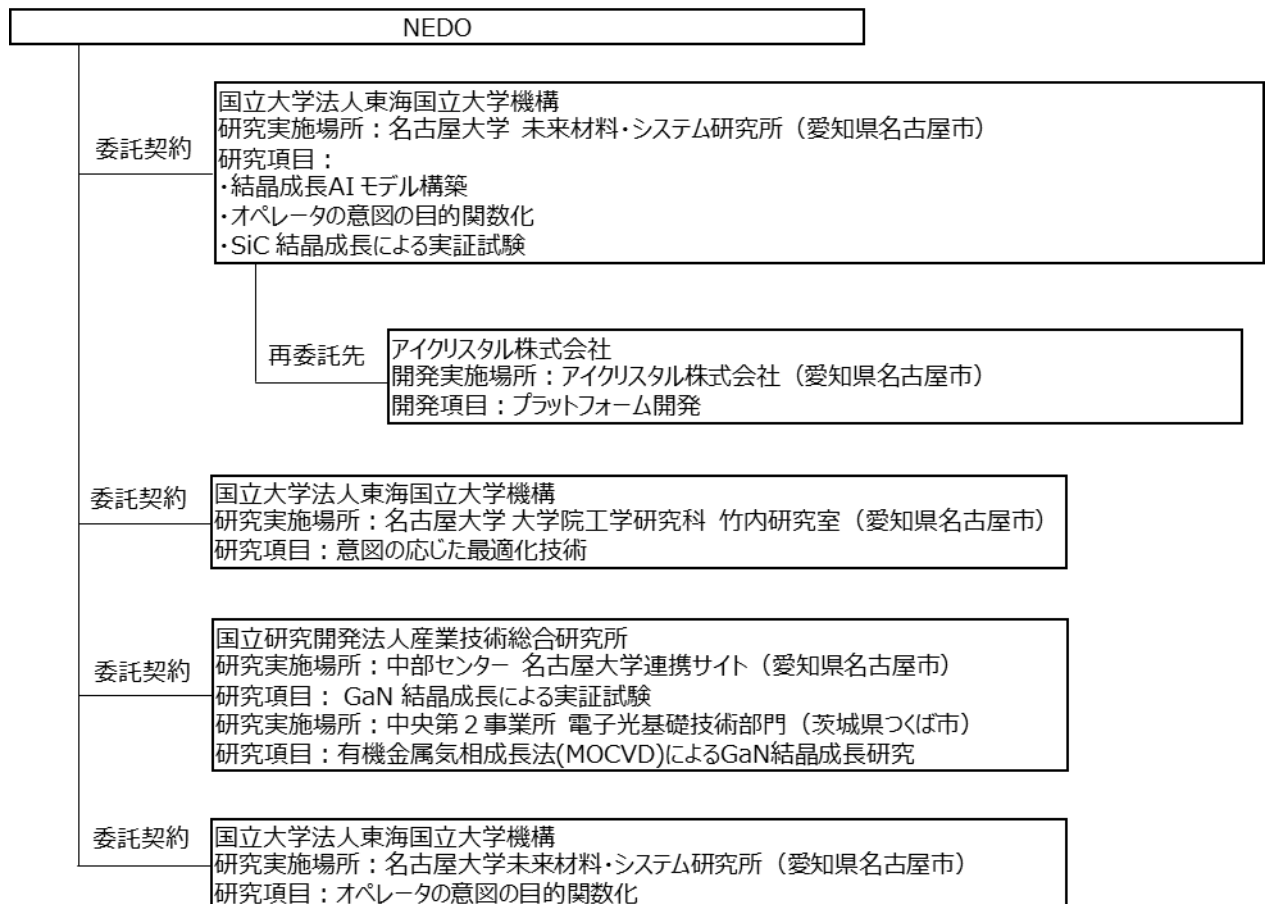 NEDO
委託契約
国立大学法人東海国立大学機構
研究実施場所：名古屋大学 未来材料・システム研究所（愛知県名古屋市）
研究項目：
・結晶成長AI モデル構築
・オペレータの意図の目的関数化
・SiC 結晶成長による実証試験
再委託先
アイクリスタル株式会社
開発実施場所：アイクリスタル株式会社（愛知県名古屋市）
開発項目：プラットフォーム開発
委託契約
国立大学法人東海国立大学機構
研究実施場所：名古屋大学 大学院工学研究科 竹内研究室（愛知県名古屋市）
研究項目：意図の応じた最適化技術
委託契約
国立研究開発法人産業技術総合研究所
研究実施場所：中部センター 名古屋大学連携サイト（愛知県名古屋市）
研究項目： GaN 結晶成長による実証試験
研究実施場所：中央第２事業所 電子光基礎技術部門（茨城県つくば市）
研究項目：有機金属気相成長法(MOCVD)によるGaN結晶成長研究
委託契約
国立大学法人東海国立大学機構
研究実施場所：名古屋大学未来材料・システム研究所（愛知県名古屋市）
研究項目：オペレータの意図の目的関数化